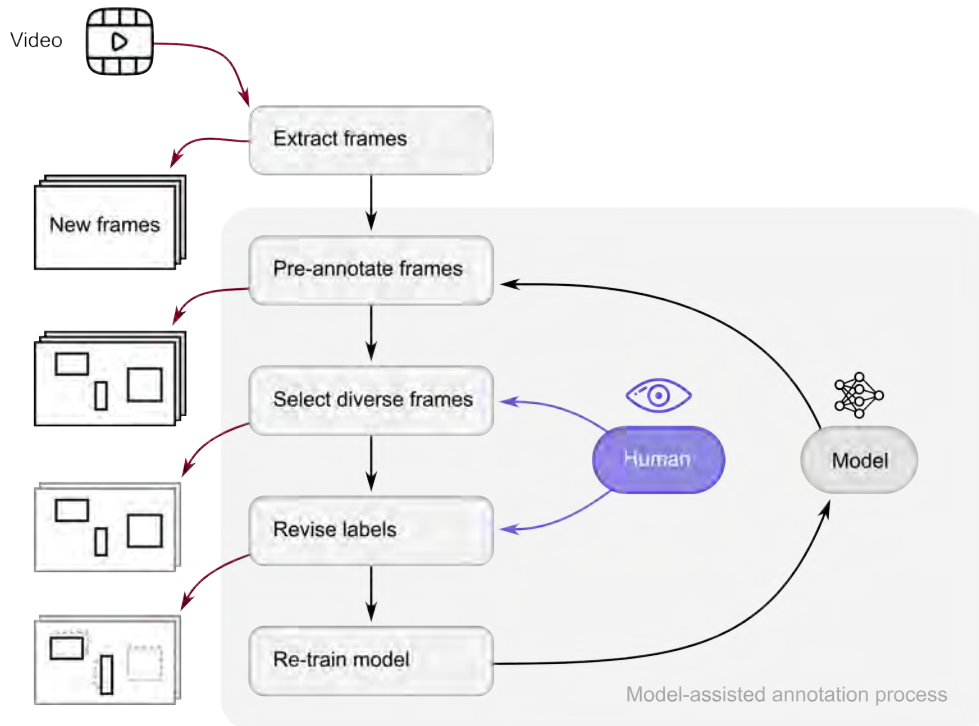 Video
Extract frames
New frames
Pre-annotate frames
Select diverse frames
Human
Model
Revise labels
Re-train model
Model-assisted annotation process